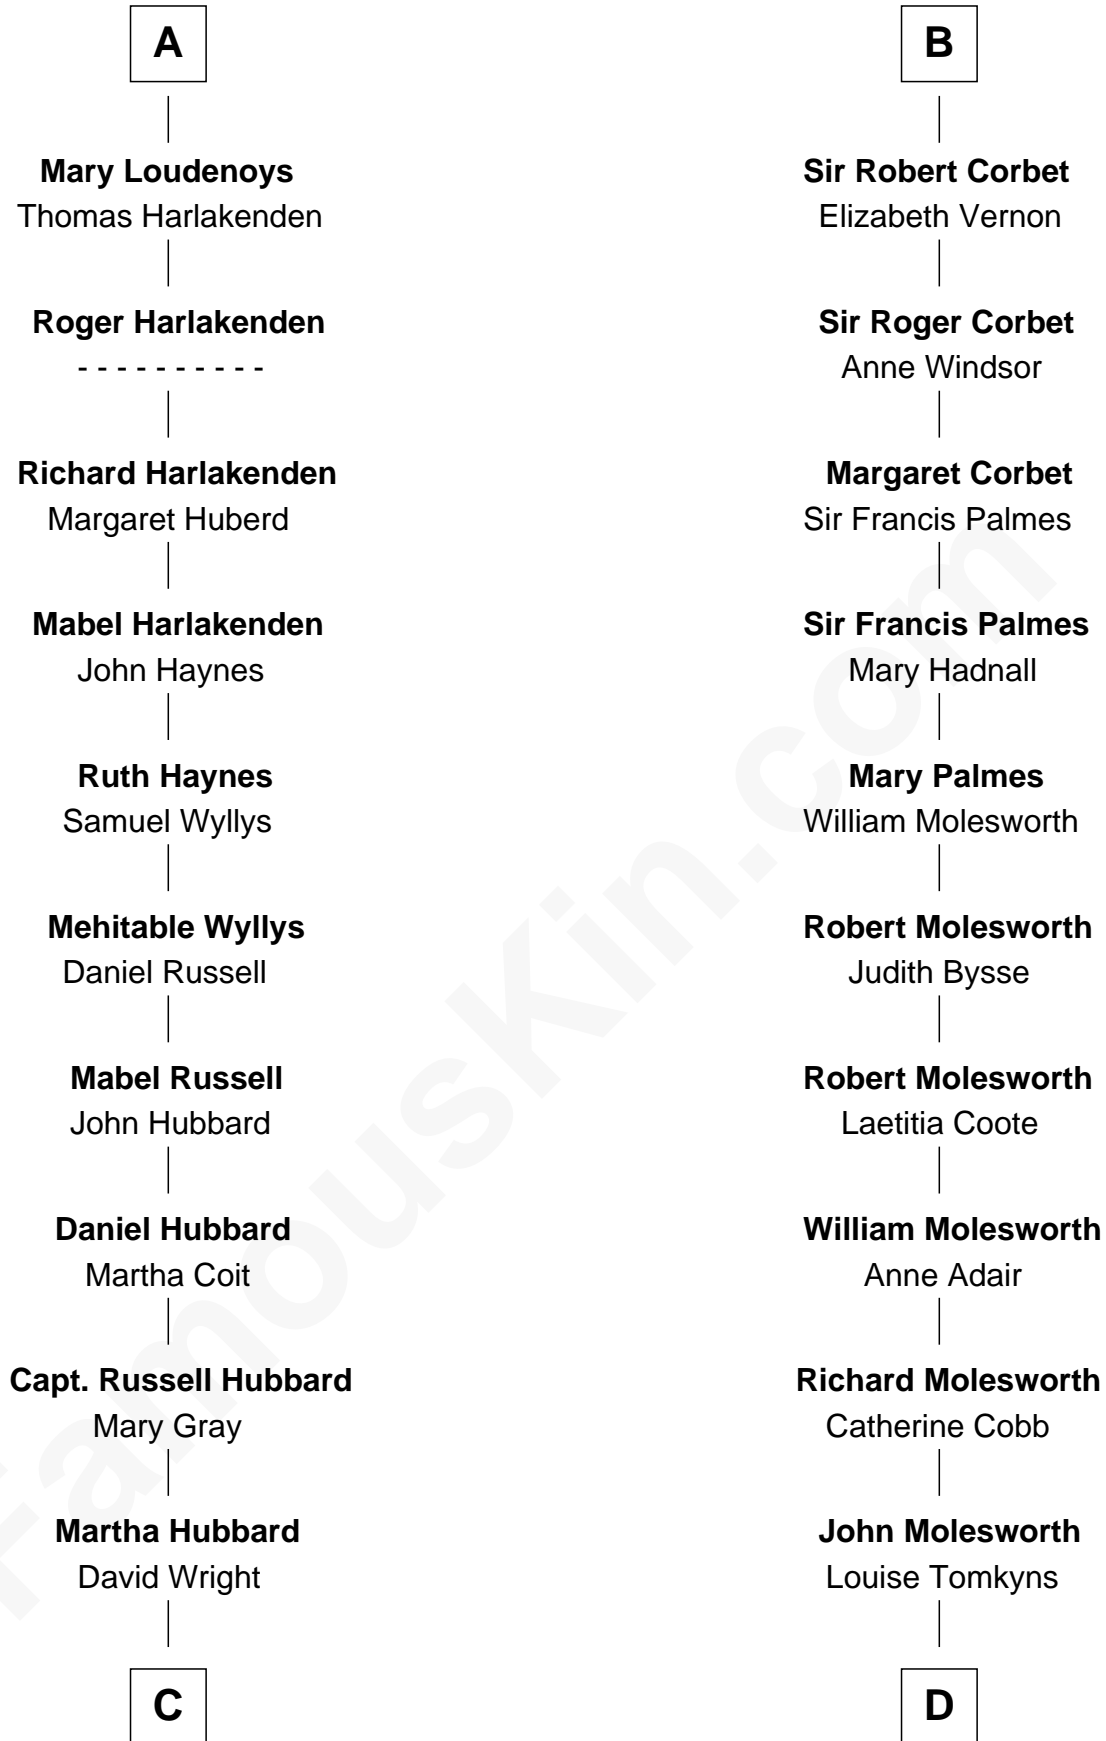 A
Mary Loudenoys
Thomas Harlakenden
Roger Harlakenden
- - - - - - - - - -
Richard Harlakenden
Margaret Huberd
Mabel Harlakenden
John Haynes
Ruth Haynes
Samuel Wyllys
Mehitable Wyllys
Daniel Russell
Mabel Russell
John Hubbard
Daniel Hubbard
Martha Coit
Capt. Russell Hubbard
Mary Gray
Martha Hubbard
David Wright
C
B
Sir Robert Corbet
Elizabeth Vernon
Sir Roger Corbet
Anne Windsor
Margaret Corbet
Sir Francis Palmes
Sir Francis Palmes
Mary Hadnall
Mary Palmes
William Molesworth
Robert Molesworth
Judith Bysse
Robert Molesworth
Laetitia Coote
William Molesworth
Anne Adair
Richard Molesworth
Catherine Cobb
John Molesworth
Louise Tomkyns
D
FamousKin.com